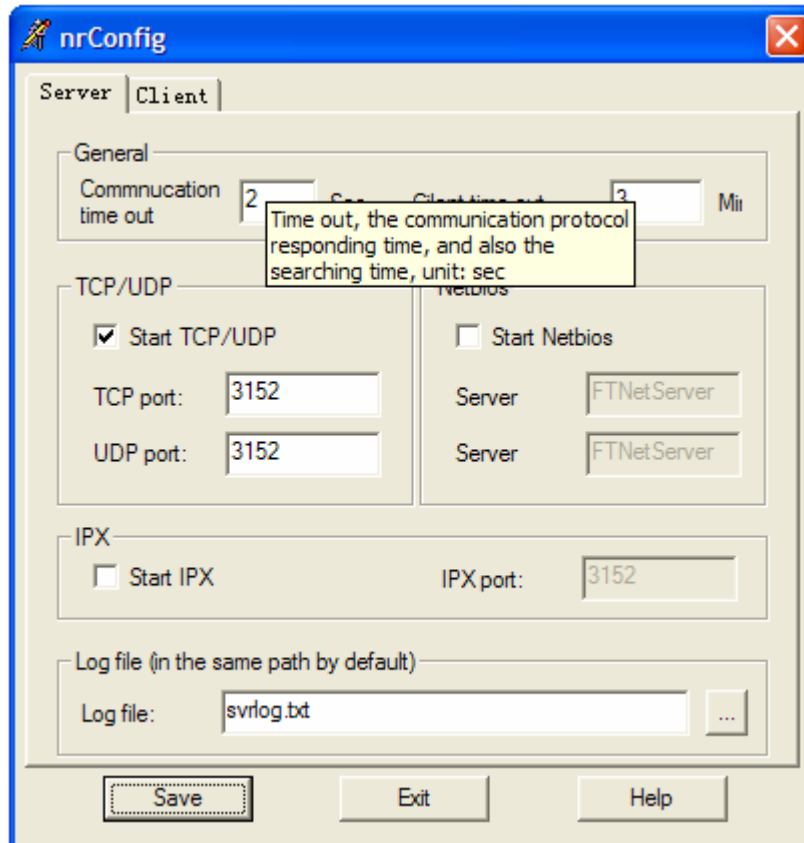 nrConfig
Server Client
General
Commnucation
time out
2
3
Time out, the communication protocol
responding time, and also the
searching time, unit: sec
TCP/UDP
Start TCP/UDP
TCP port: 3152
UDP port: 3152
Netbios
Start Netbios
Server FTNetServer
Server FTNetServer
IPX
Start IPX IPX port: 3152
Log file (in the same path by default)
Log file: svrlog.txt ...
Save Exit Help